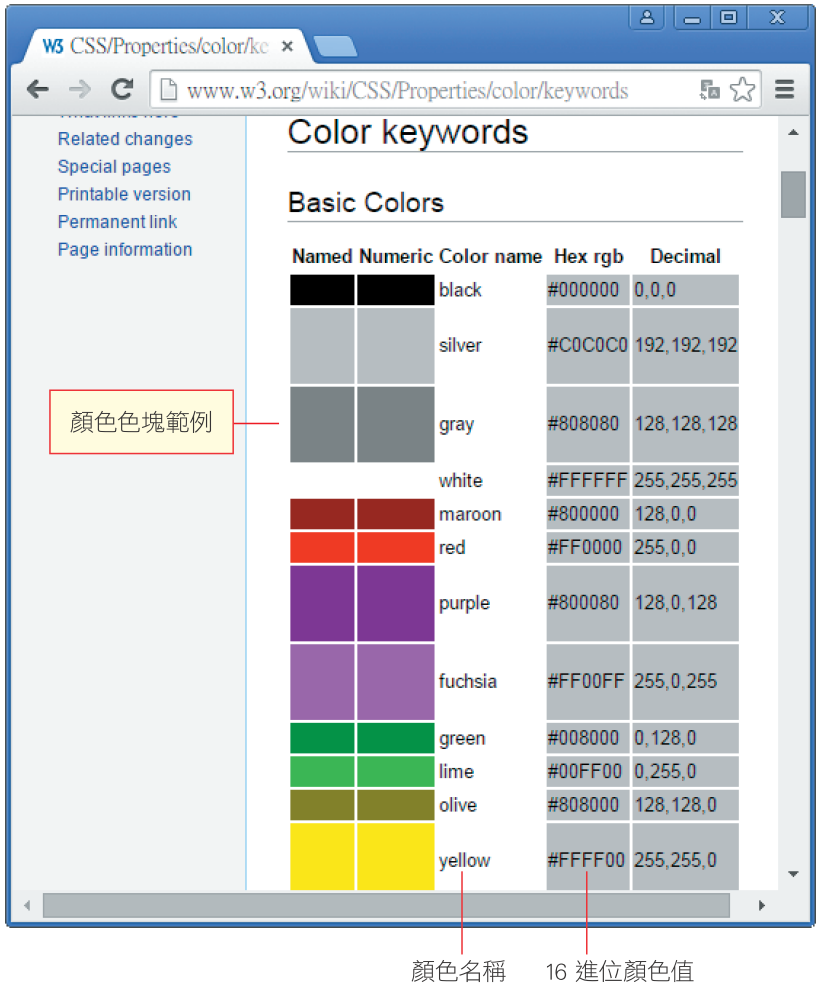 W3 CSS/Properties/color/ke
www.w3.org/wiki/CSS/Properties/color/keywords
Related changes
Special pages
Printable version
Permanent link
Page information
Color keywords
Basic Colors
Named Numeric Color name Hex rgb Decimal
black #000000 0,0,0
silver #C0C0C0 192,192,192
顏色色塊範例
gray #808080 128,128,128
white #FFFFFF 255,255,255
maroon #800000 128,0,0
red #FF0000 255,0,0
purple #800080 128,0,128
fuchsia #FF00FF 255,0,255
green #008000 0,128,0
lime #00FF00 0,255,0
olive #808000 128,128,0
yellow #FFFF00 255,255,0
顏色名稱 16 進位顏色值